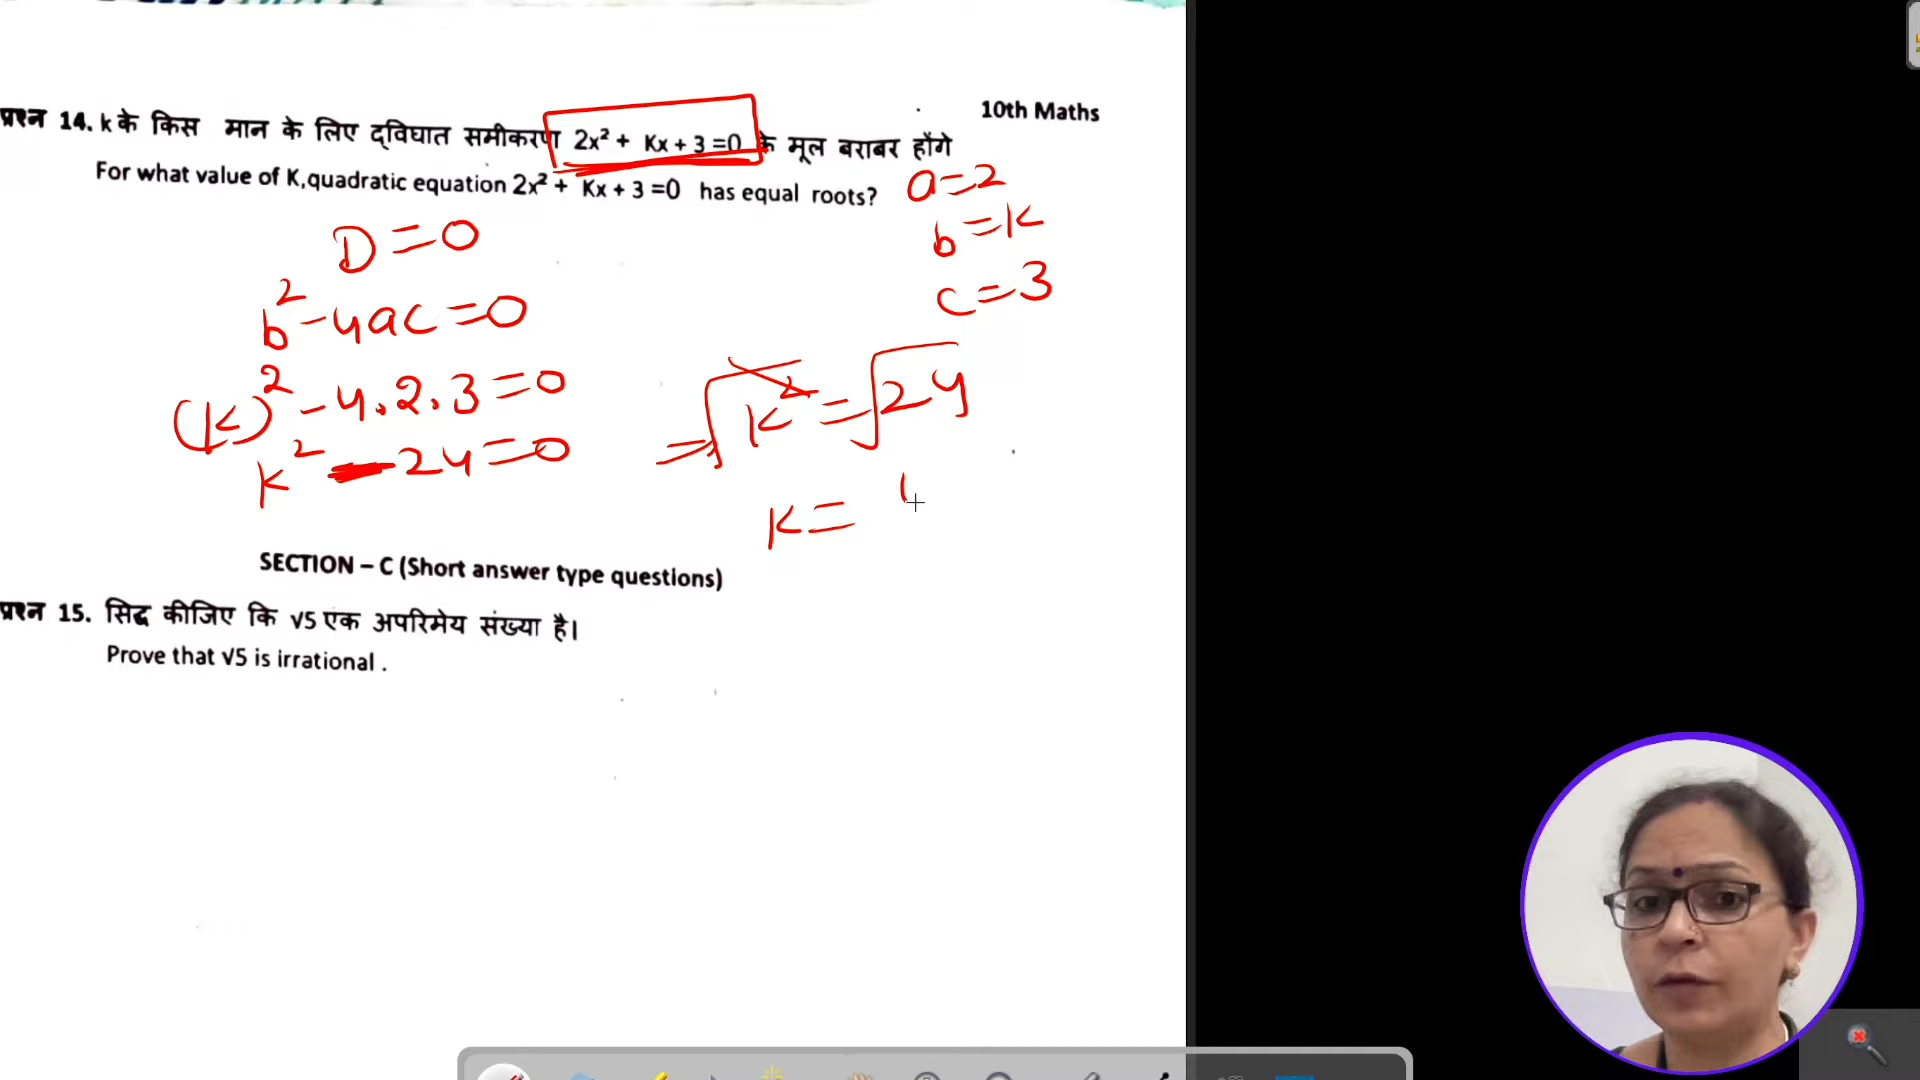 10th Maths
प्रश्न 14. k के किस मान के लिए द्विघात समीकरण 2x² + Kx + 3 =0 के मूल बराबर होंगे
For what value of K,quadratic equation 2x² + Kx + 3 =0 has equal roots?
a=2
b=K
c=3
D=0
b²-4ac=0
(k)²-4.2.3=0
k²-24=0
⇒√k²=√24
k=
SECTION – C (Short answer type questions)
प्रश्न 15. सिद्ध कीजिए कि √5 एक अपरिमेय संख्या है।
Prove that √5 is irrational .